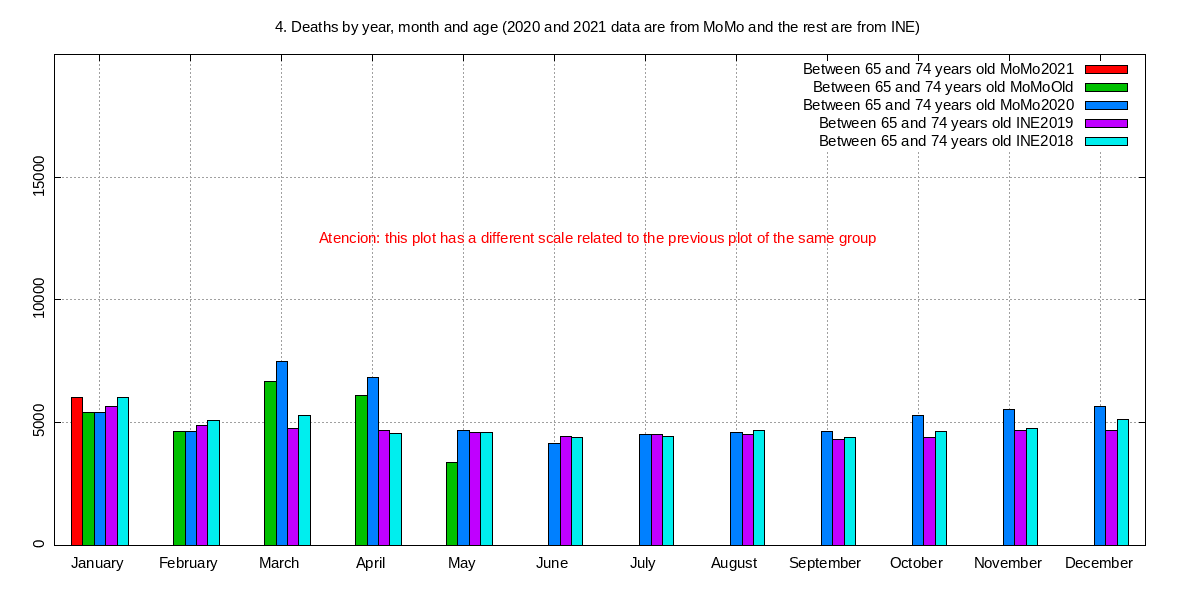 4. Deaths by year, month and age (2020 and 2021 data are from MoMo and the rest are from INE)
Between 65 and 74 years old MoMo2021
Between 65 and 74 years old MoMoOld
Between 65 and 74 years old MoMo2020
Between 65 and 74 years old INE2019
Between 65 and 74 years old INE2018
15000
Atencion: this plot has a different scale related to the previous plot of the same group
10000
5000
0
January February March April May June July August September October November December